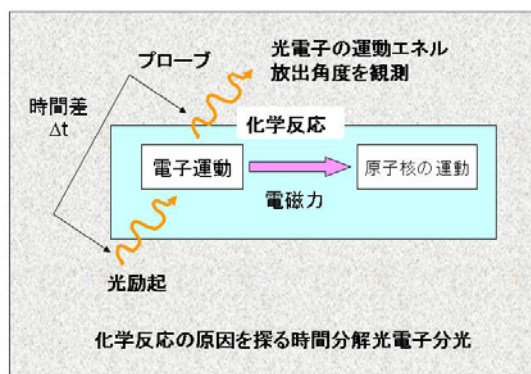 光電子の運動エネル
放出角度を観測
プローブ
時間差
Δt
化学反応
電子運動
原子核の運動
電磁力
光励起
化学反応の原因を探る時間分解光電子分光